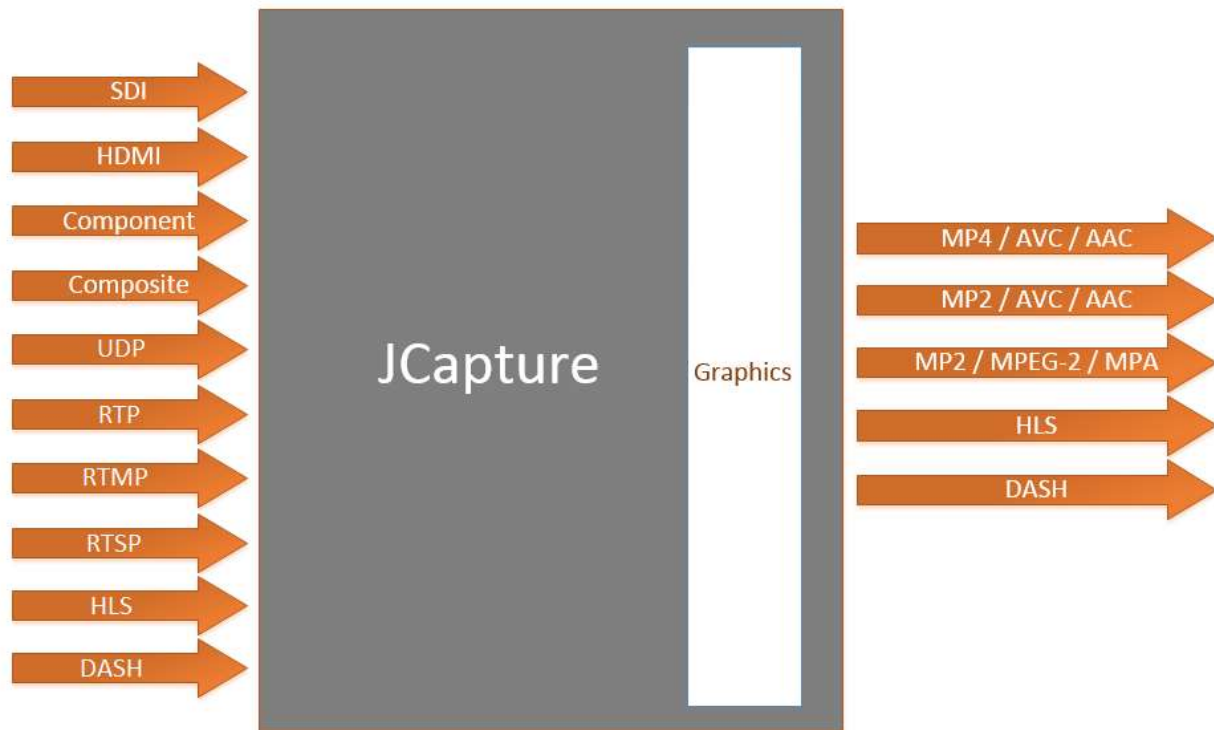 SDI
HDMI
Component
Composite
UDP
RTP
RTMP
RTSP
HLS
DASH
JCapture
Graphics
MP4 / AVC / AAC
MP2 / AVC / AAC
MP2 / MPEG-2 / MPA
HLS
DASH